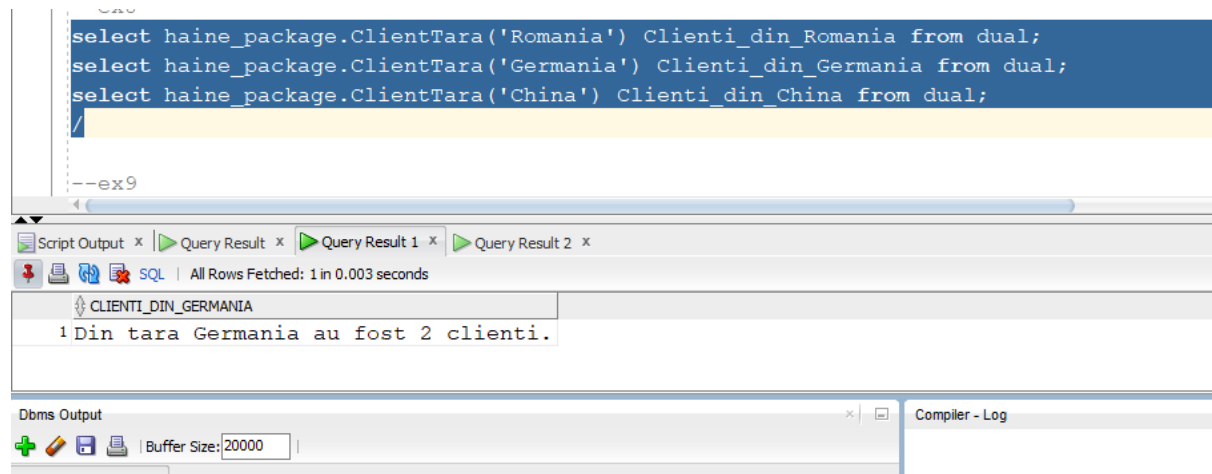 select haine_package.ClientTara('Romania') Clienti_din_Romania from dual;
select haine_package.ClientTara('Germania') Clienti_din_Germania from dual;
select haine_package.ClientTara('China') Clienti_din_China from dual;
/
--ex9
Script Output x Query Result x Query Result 1 x Query Result 2 x
SQL | All Rows Fetched: 1 in 0.003 seconds
CLIENTI_DIN_GERMANIA
1 Din tara Germania au fost 2 clienti.
Dbms Output Compiler - Log
Buffer Size: 20000